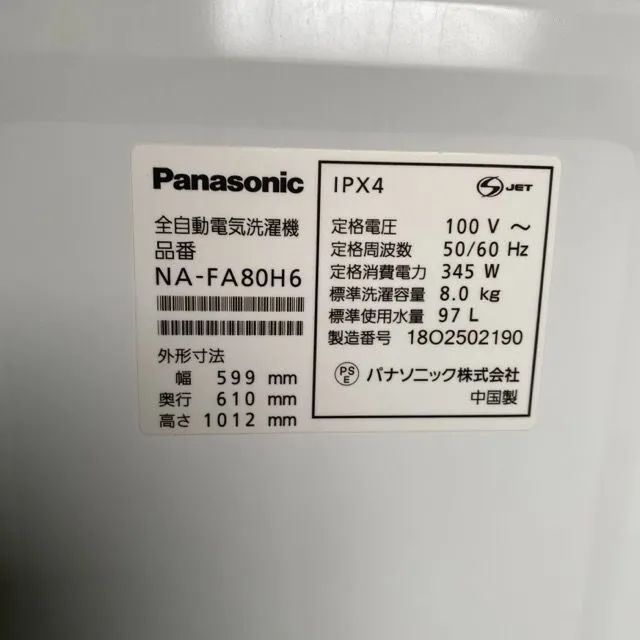 Panasonic
全自動電気洗濯機
品番
NA-FA80H6
外形寸法
幅 599 mm
奥行 610 mm
高さ 1012 mm
IPX4
S JET
定格電圧 100 V ～
定格周波数 50/60 Hz
定格消費電力 345 W
標準洗濯容量 8.0 kg
標準使用水量 97 L
製造番号 18O2502190
PS
E
パナソニック株式会社
中国製